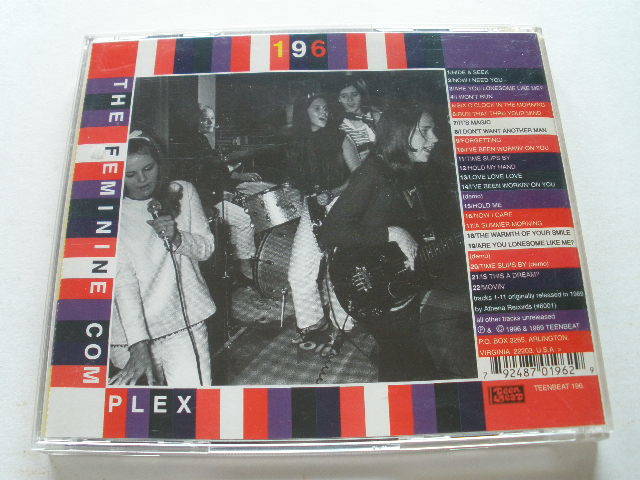 196
THE FEMININE COM
PLEX
1/HIDE & SEEK
2/NOW I NEED YOU
3/ARE YOU LONESOME LIKE ME?
4/I WON'T RUN
5/SIX O'CLOCK IN THE MORNING
6/RUN THAT THRU YOUR MIND
7/IT'S MAGIC
8/I DON'T WANT ANOTHER MAN
9/FORGETTING
10/I'VE BEEN WORKIN' ON YOU
11/TIME SLIPS BY
12/HOLD MY HAND
13/LOVE LOVE LOVE
14/I'VE BEEN WORKIN' ON YOU
(demo)
15/HOLD ME
16/NOW I CARE
17/A SUMMER MORNING
18/THE WARMTH OF YOUR SMILE
19/ARE YOU LONESOME LIKE ME?
(demo)
20/TIME SLIPS BY (demo)
21/IS THIS A DREAM?
22/MOVIN'
tracks 1-11 originally released in 1969
by Athena Records (#6001)
all other tracks unreleased
℗ & © 1996 & 1969 TEENBEAT
P.O. BOX 3265, ARLINGTON,
VIRGINIA 22203, U.S.A.
7 92487 01962 9
Teen Beat
TEENBEAT 196